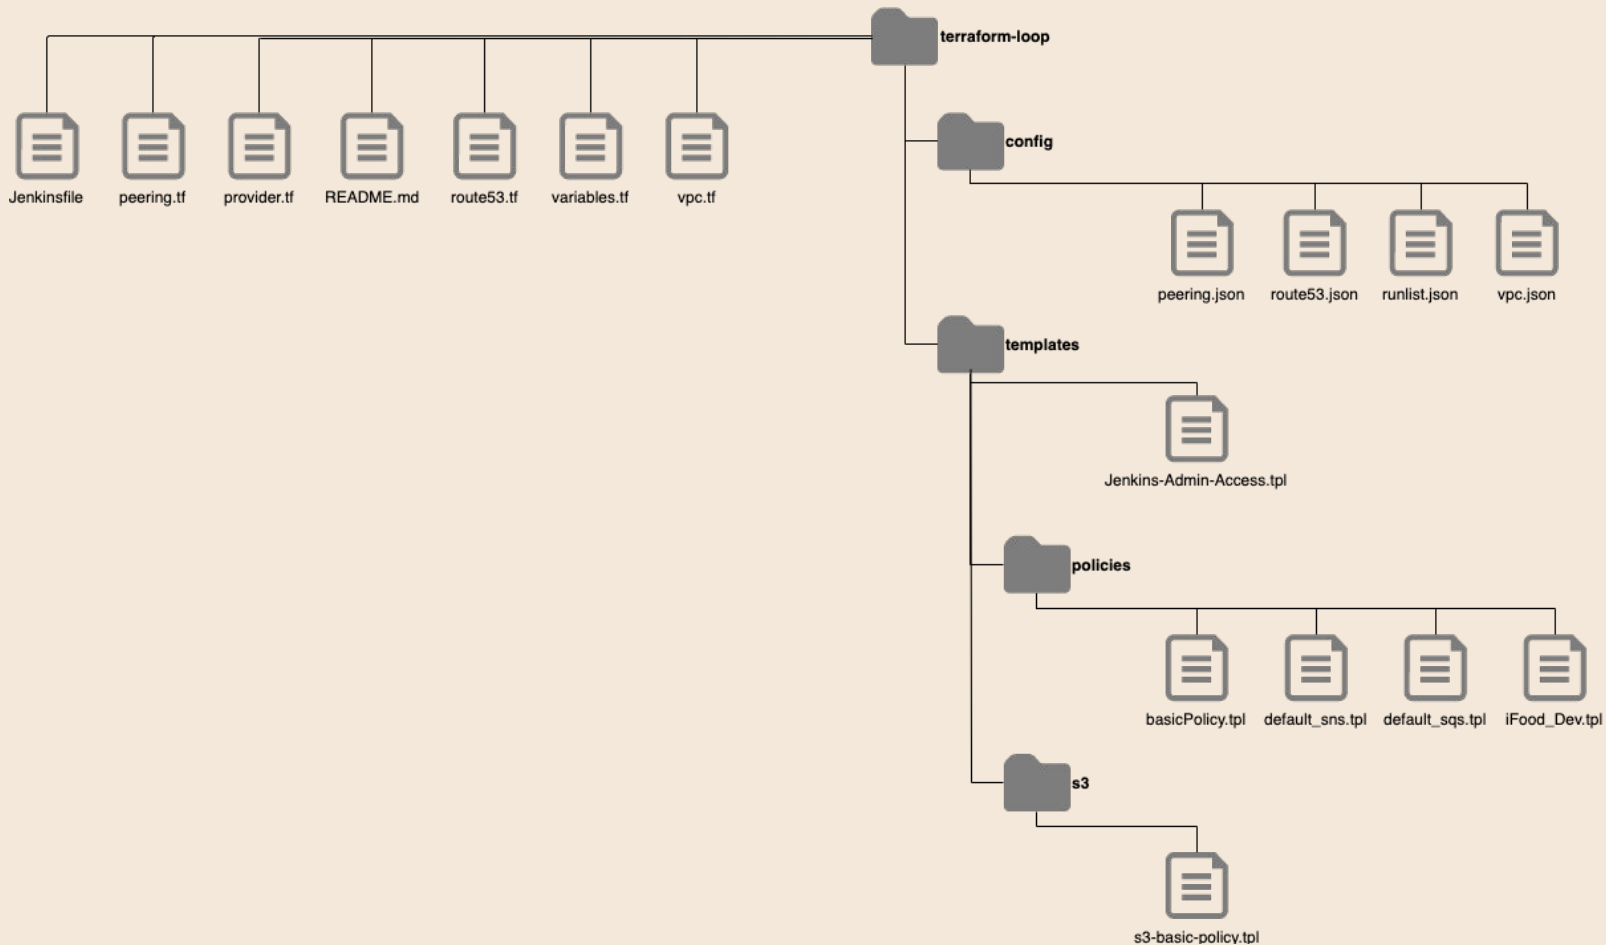 terraform-loop
config
Jenkinsfile
peering.tf
provider.tf
README.md
route53.tf
variables.tf
vpc.tf
peering.json
route53.json
runlist.json
vpc.json
templates
Jenkins-Admin-Access.tpl
policies
basicPolicy.tpl
default_sns.tpl
default_sqs.tpl
iFood_Dev.tpl
s3
s3-basic-policy.tpl